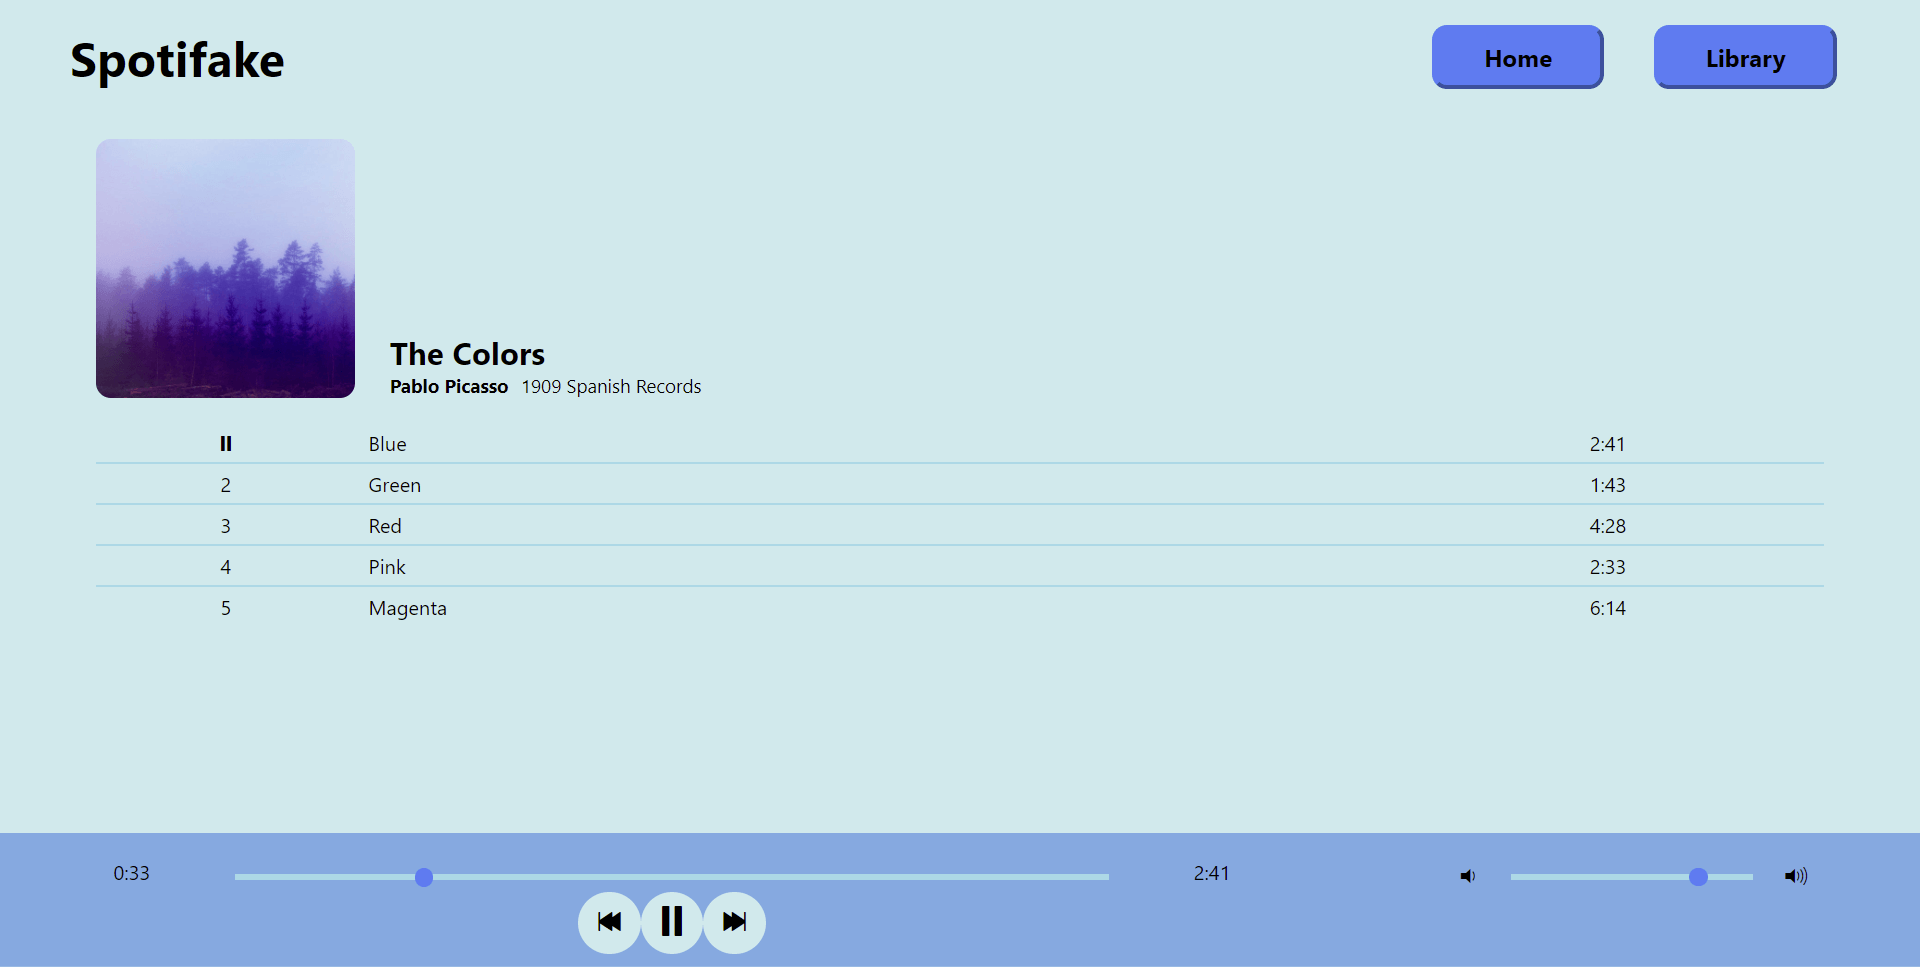 Spotifake
Home
Library
The Colors
Pablo Picasso 1909 Spanish Records
Blue 2:41
2 Green 1:43
3 Red 4:28
4 Pink 2:33
5 Magenta 6:14
0:33
2:41